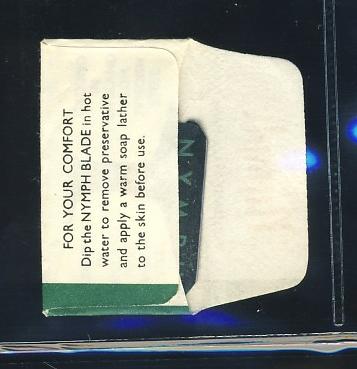 FOR YOUR COMFORT
Dip the NYMPH BLADE in hot
water to remove preservative
and apply a warm soap lather
to the skin before use.
NYMP